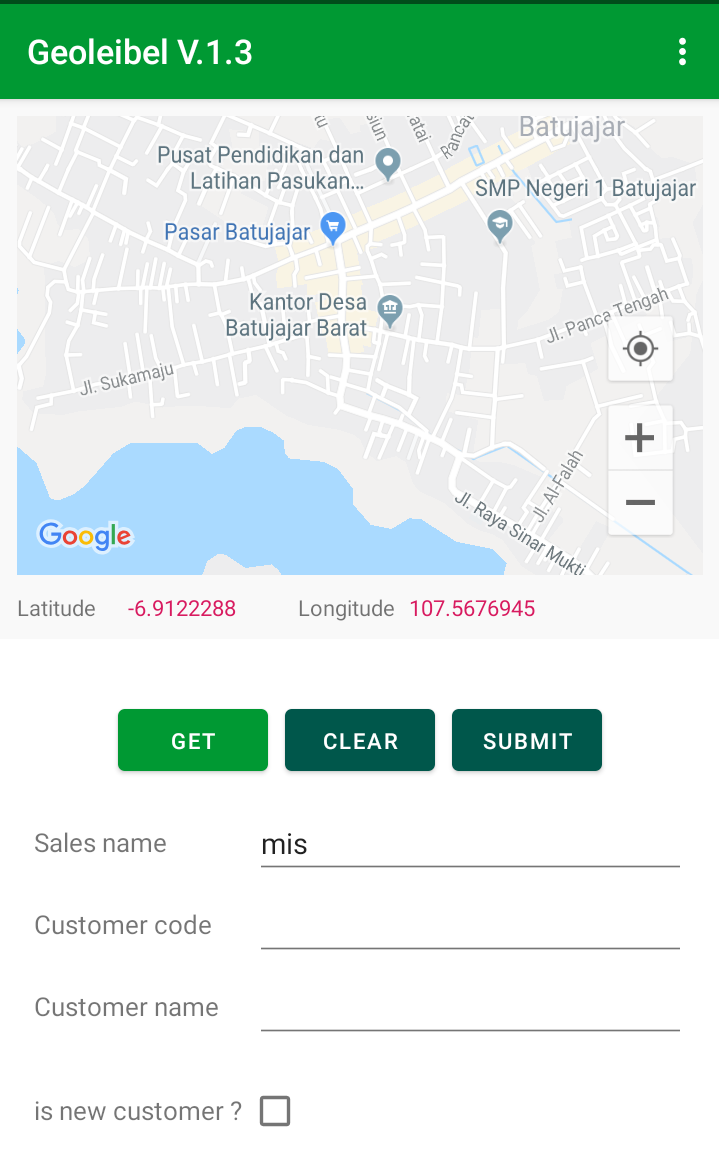 Geoleibel V.1.3
Batujajar
Pusat Pendidikan dan
Latihan Pasukan...
SMP Negeri 1 Batujajar
Pasar Batujajar
Kantor Desa
Batujajar Barat
Jl. Panca Tengah
Jl. Sukamaju
Jl. Al-Falah
Jl. Raya Sinar Mukti
Google
Latitude -6.9122288 Longitude 107.5676945
GET CLEAR SUBMIT
Sales name mis
Customer code
Customer name
is new customer ?